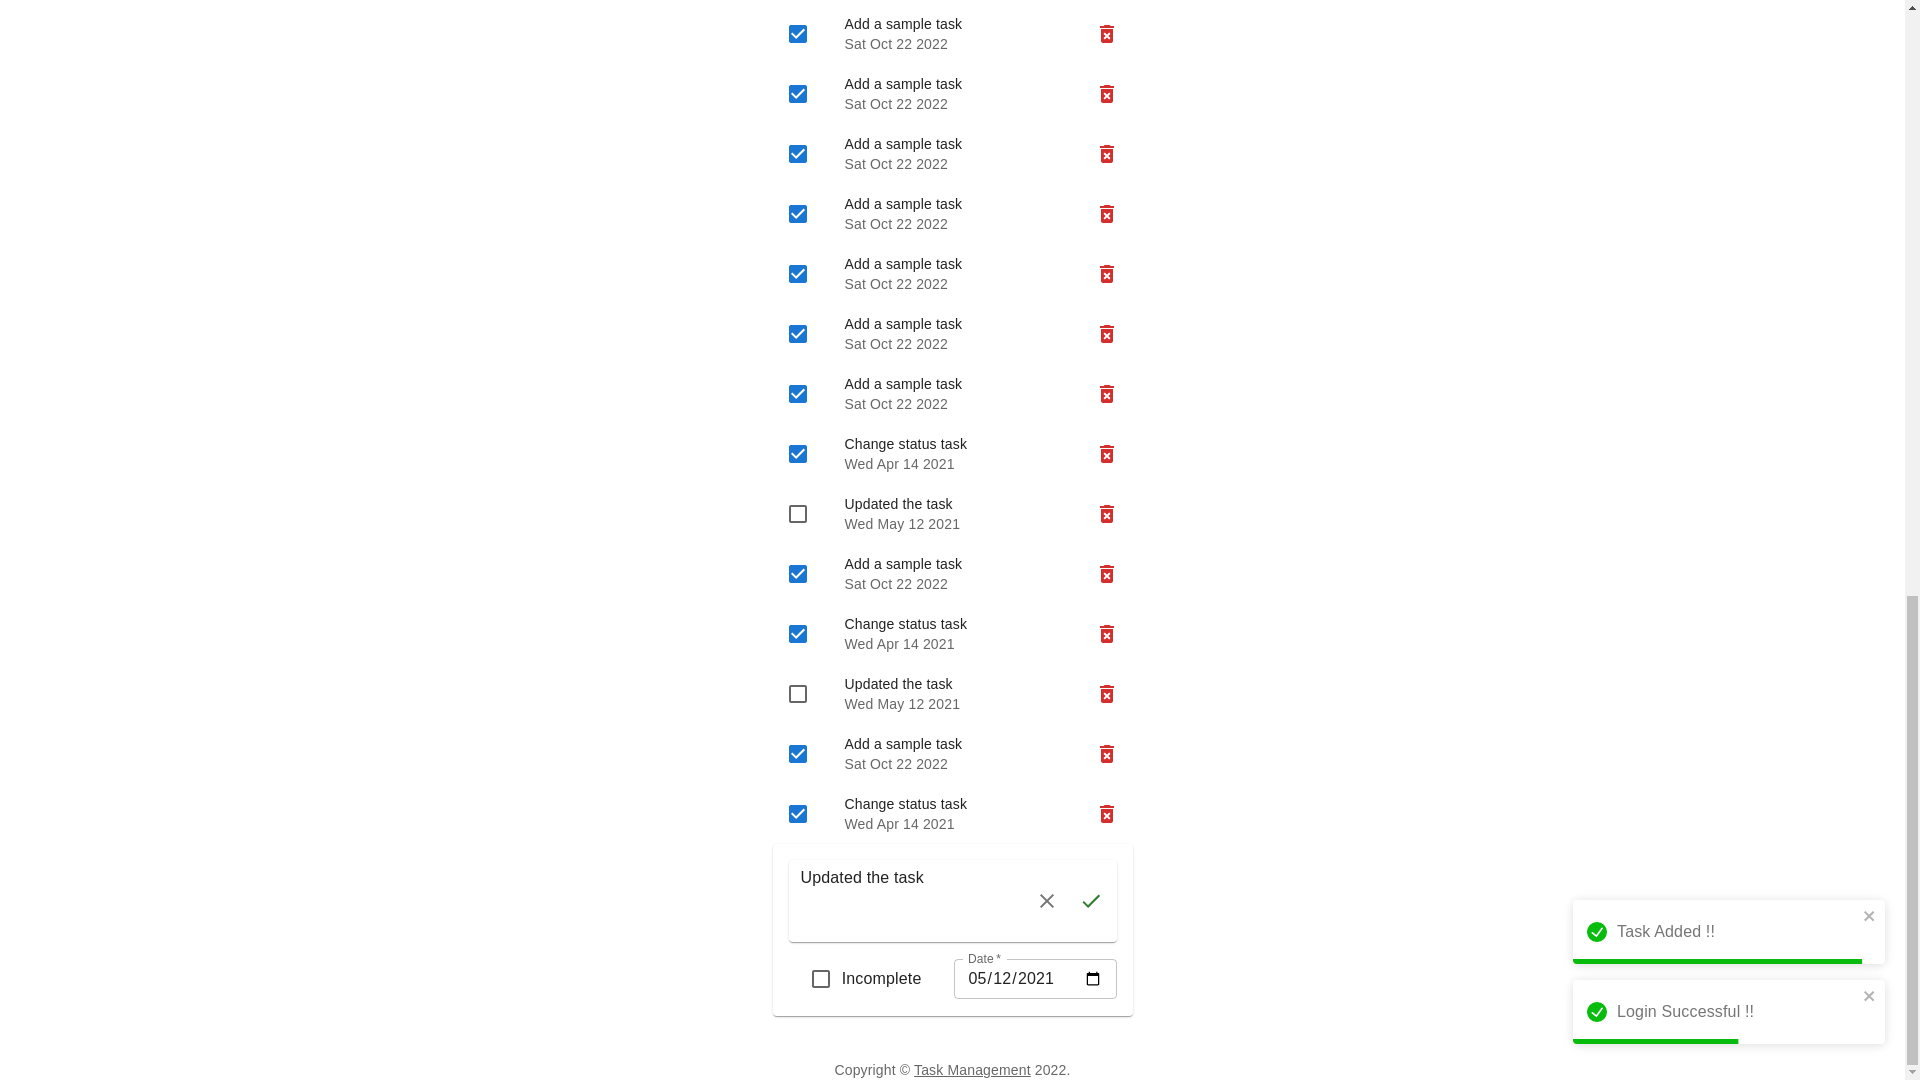 Add a sample task
Sat Oct 22 2022
Add a sample task
Sat Oct 22 2022
Add a sample task
Sat Oct 22 2022
Add a sample task
Sat Oct 22 2022
Add a sample task
Sat Oct 22 2022
Add a sample task
Sat Oct 22 2022
Add a sample task
Sat Oct 22 2022
Change status task
Wed Apr 14 2021
Updated the task
Wed May 12 2021
Add a sample task
Sat Oct 22 2022
Change status task
Wed Apr 14 2021
Updated the task
Wed May 12 2021
Add a sample task
Sat Oct 22 2022
Change status task
Wed Apr 14 2021
Updated the task
Date *
Incomplete
05/12/2021
Task Added !!
Login Successful !!
Copyright © Task Management 2022.